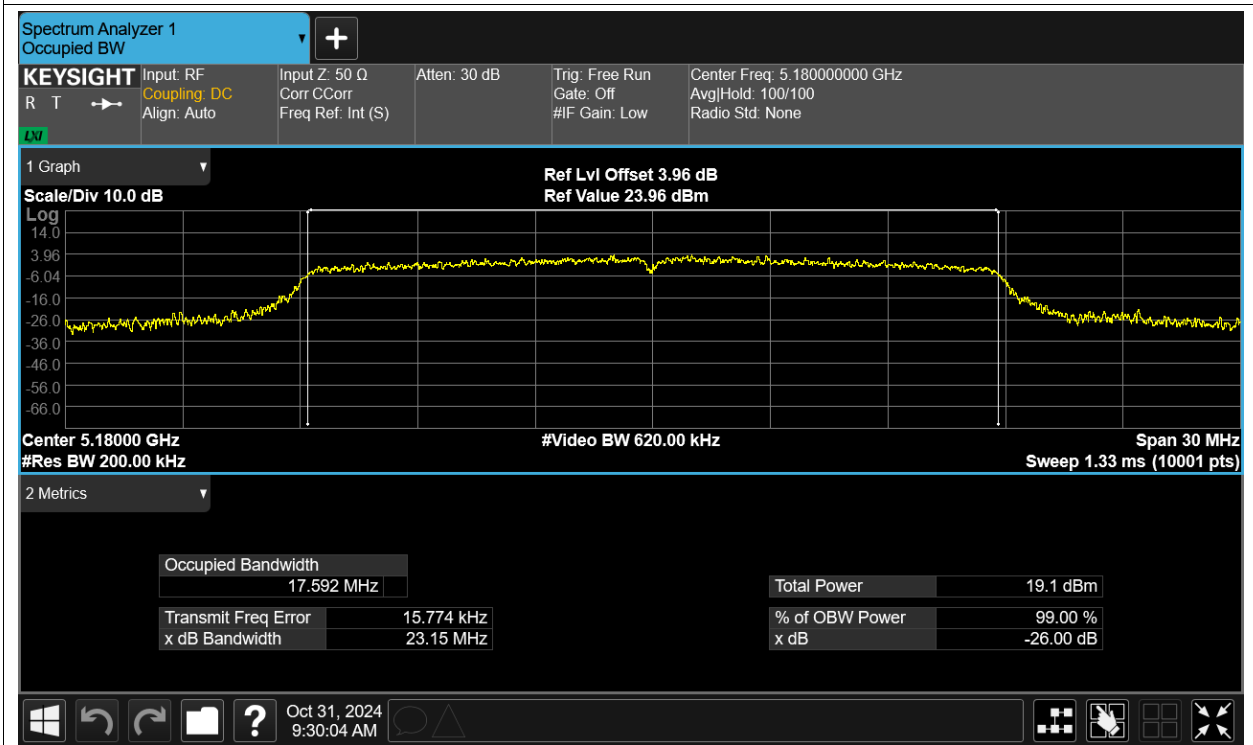 Spectrum Analyzer 1
Occupied BW
KEYSIGHT
R T
LXI
Input: RF
Coupling: DC
Align: Auto
Input Z: 50 Ω
Corr CCorr
Freq Ref: Int (S)
Atten: 30 dB
Trig: Free Run
Gate: Off
#IF Gain: Low
Center Freq: 5.180000000 GHz
Avg|Hold: 100/100
Radio Std: None
1 Graph
Scale/Div 10.0 dB
Ref Lvl Offset 3.96 dB
Ref Value 23.96 dBm
Log
14.0
3.96
-6.04
-16.0
-26.0
-36.0
-46.0
-56.0
-66.0
Center 5.18000 GHz
#Res BW 200.00 kHz
#Video BW 620.00 kHz
Span 30 MHz
Sweep 1.33 ms (10001 pts)
2 Metrics
Occupied Bandwidth
17.592 MHz
Transmit Freq Error 15.774 kHz
x dB Bandwidth 23.15 MHz
Total Power 19.1 dBm
% of OBW Power 99.00 %
x dB -26.00 dB
?
Oct 31, 2024
9:30:04 AM